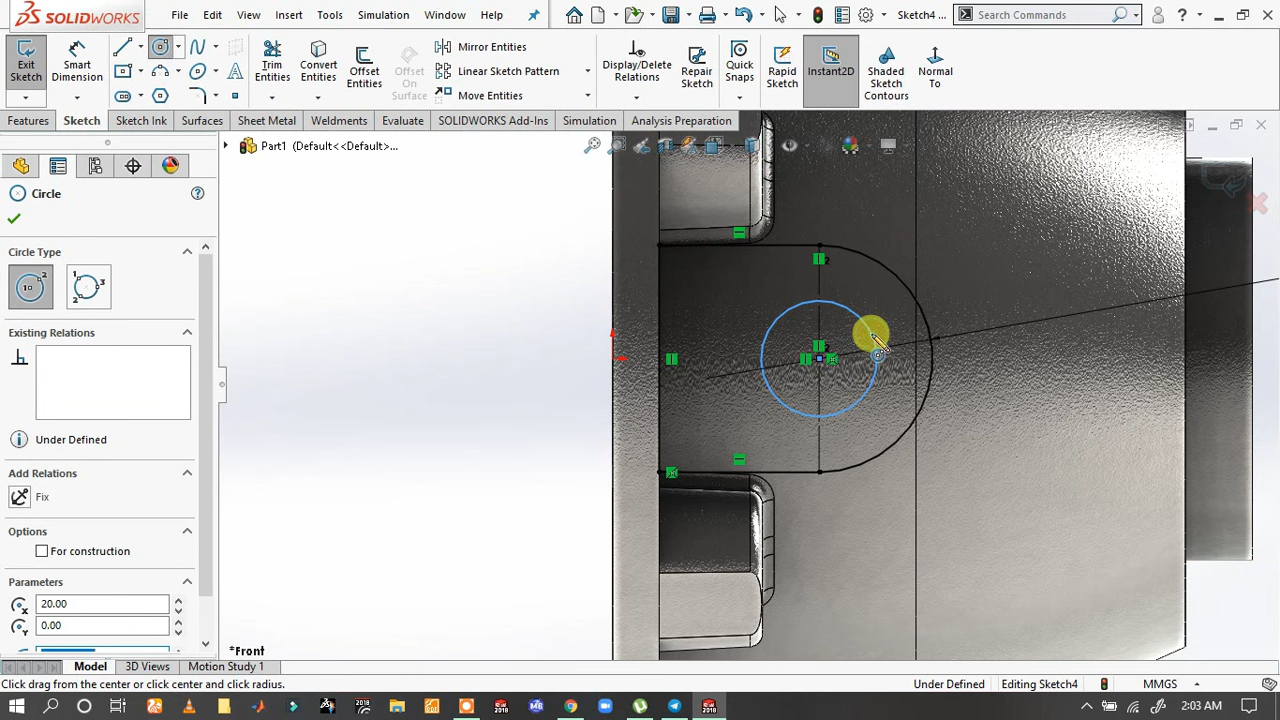 SOLIDWORKS File Edit View Insert Tools Simulation Window Help Sketch4 ... Search Commands ?
Exit Sketch Smart Dimension Trim Entities Convert Entities Offset Entities Offset On Surface Mirror Entities Linear Sketch Pattern Move Entities Display/Delete Relations Repair Sketch Quick Snaps Rapid Sketch Instant2D Shaded Sketch Contours Normal To
Features Sketch Sketch Ink Surfaces Sheet Metal Weldments Evaluate SOLIDWORKS Add-Ins Simulation Analysis Preparation
Part1 (Default<<Default>...
Circle
Circle Type
Existing Relations
Under Defined
Add Relations
Fix
Options
For construction
Parameters
20.00
0.00
*Front
Model 3D Views Motion Study 1
Click drag from the center or click center and click radius. Under Defined Editing Sketch4 MMGS
2:03 AM